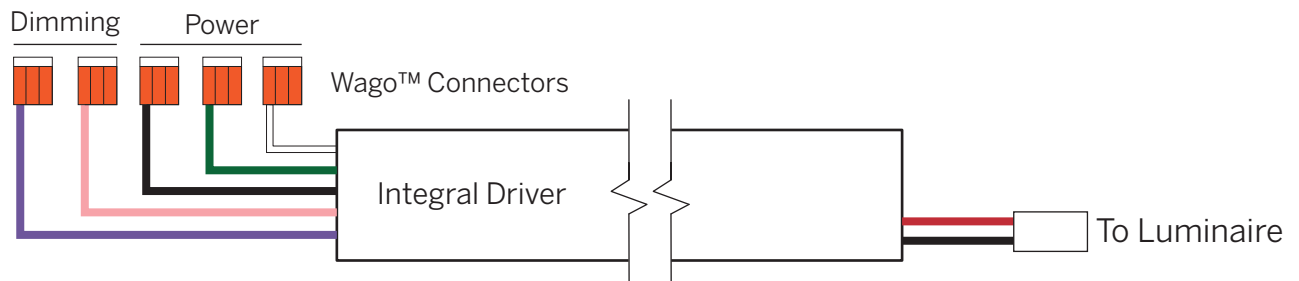 Dimming
Power
Wago™ Connectors
Integral Driver
To Luminaire